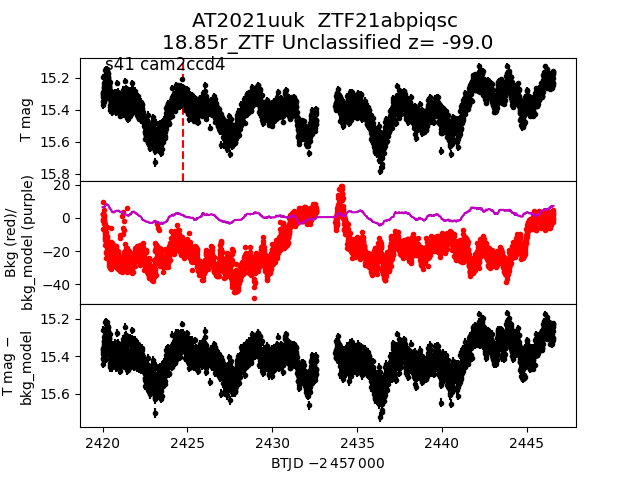 AT2021uuk  ZTF21abpiqsc
18.85r_ZTF Unclassified z= -99.0
s41 cam2ccd4
T mag
15.2
15.4
15.6
15.8
Bkg (red)/
bkg_model (purple)
20
0
−20
−40
T mag −
bkg_model
15.2
15.4
15.6
2420 2425 2430 2435 2440 2445
BTJD −2 457 000